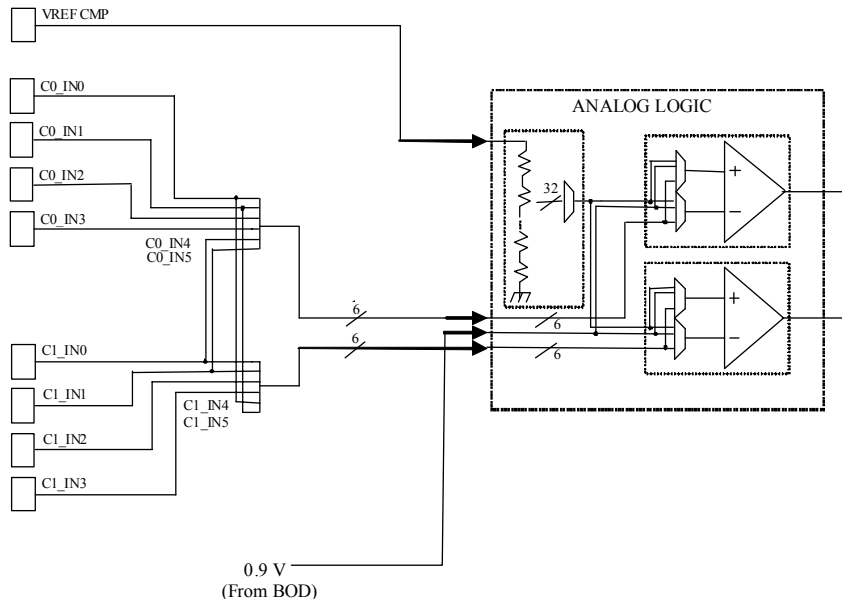 VREF CMP
C0_IN0
C0_IN1
C0_IN2
C0_IN3
C0_IN4
C0_IN5
C1_IN0
C1_IN1
C1_IN2
C1_IN3
C1_IN4
C1_IN5
6
6
0.9 V
(From BOD)
ANALOG LOGIC
32
6
6
+
−
+
−